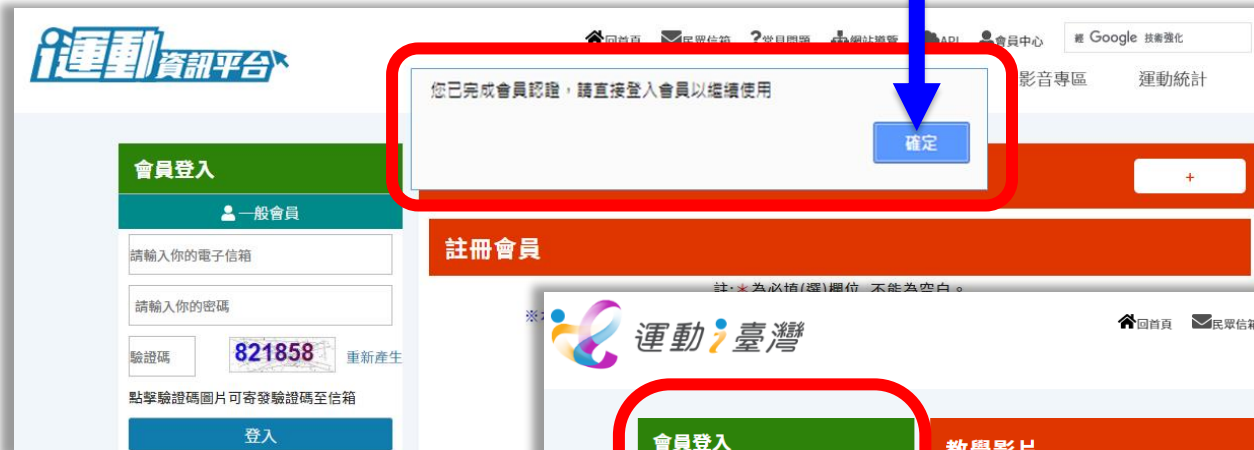 i運動資訊平台
回首頁 民眾信箱 ?常見問題 網站導覽 API 會員中心 經 Google 技術強化
影音專區 運動統計
您已完成會員認證，請直接登入會員以繼續使用
確定
會員登入
+
一般會員
請輸入你的電子信箱
註冊會員
請輸入你的密碼
註:＊為必填(選)欄位，不能為空白。
※
運動i臺灣
回首頁 民眾信箱
驗證碼 821858 重新產生
點擊驗證碼圖片可寄發驗證碼至信箱
登入
會員登入
教學影片